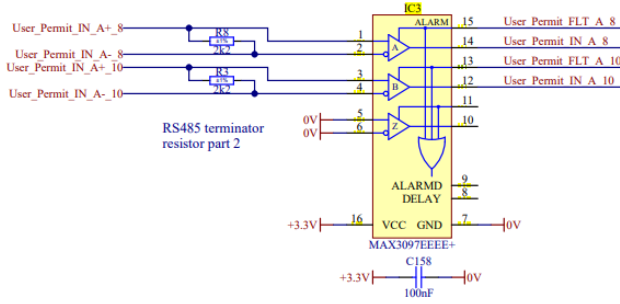 IC3
User_Permit_IN_A+_8
R8
±1%
2k2
1
ALARM
15
User_Permit_FLT_A_8
User_Permit_IN_A-_8
2
A
14
User_Permit_IN_A_8
User_Permit_IN_A+_10
R3
±1%
2k2
3
13
User_Permit_FLT_A_10
User_Permit_IN_A-_10
4
B
12
User_Permit_IN_A_10
RS485 terminator
resistor part 2
0V
5
11
0V
6
Z
10
ALARMD
9
DELAY
8
+3.3V
16
VCC
GND
7
0V
MAX3097EEEE+
C158
+3.3V
0V
100nF